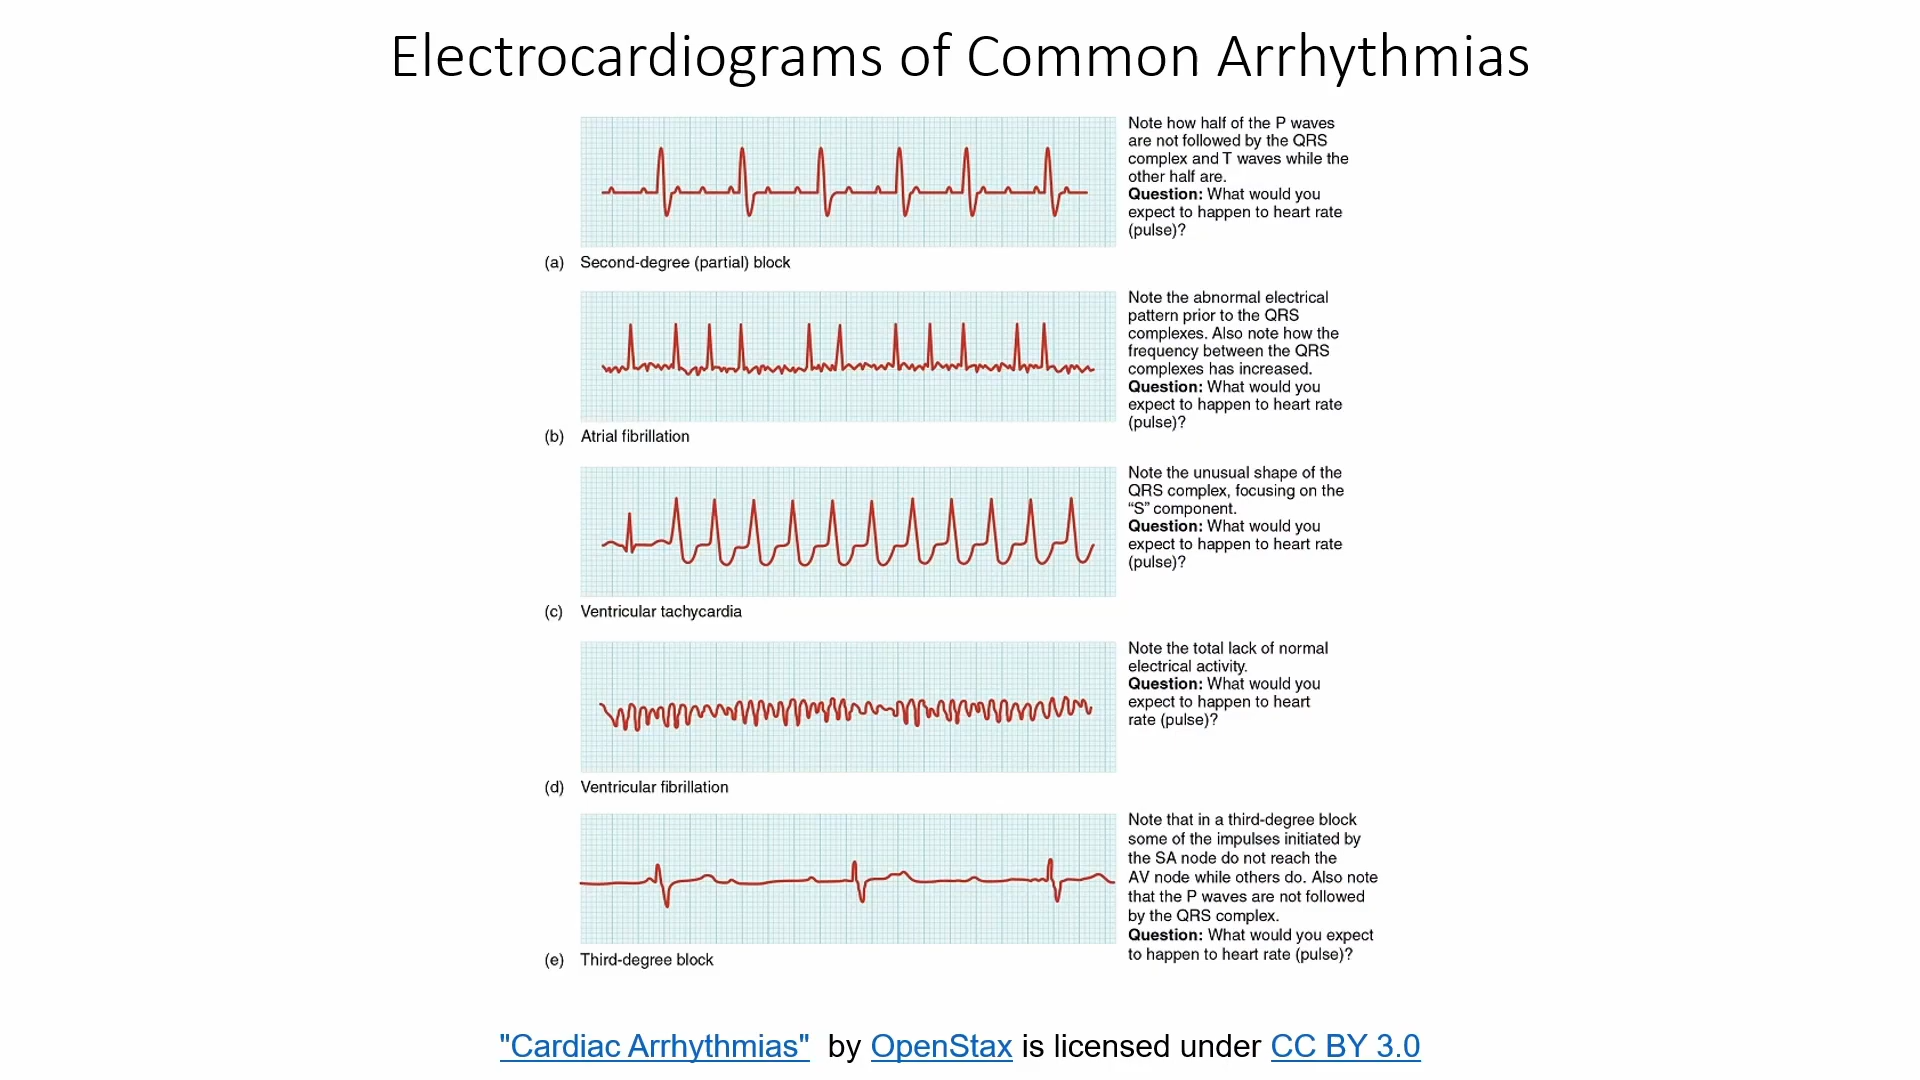 Electrocardiograms of Common Arrhythmias
Note how half of the P waves
are not followed by the QRS
complex and T waves while the
other half are.
Question: What would you
expect to happen to heart rate
(pulse)?
(a) Second-degree (partial) block
Note the abnormal electrical
pattern prior to the QRS
complexes. Also note how the
frequency between the QRS
complexes has increased.
Question: What would you
expect to happen to heart rate
(pulse)?
(b) Atrial fibrillation
Note the unusual shape of the
QRS complex, focusing on the
“S” component.
Question: What would you
expect to happen to heart rate
(pulse)?
(c) Ventricular tachycardia
Note the total lack of normal
electrical activity.
Question: What would you
expect to happen to heart
rate (pulse)?
(d) Ventricular fibrillation
Note that in a third-degree block
some of the impulses initiated by
the SA node do not reach the
AV node while others do. Also note
that the P waves are not followed
by the QRS complex.
Question: What would you expect
to happen to heart rate (pulse)?
(e) Third-degree block
"Cardiac Arrhythmias" by OpenStax is licensed under CC BY 3.0